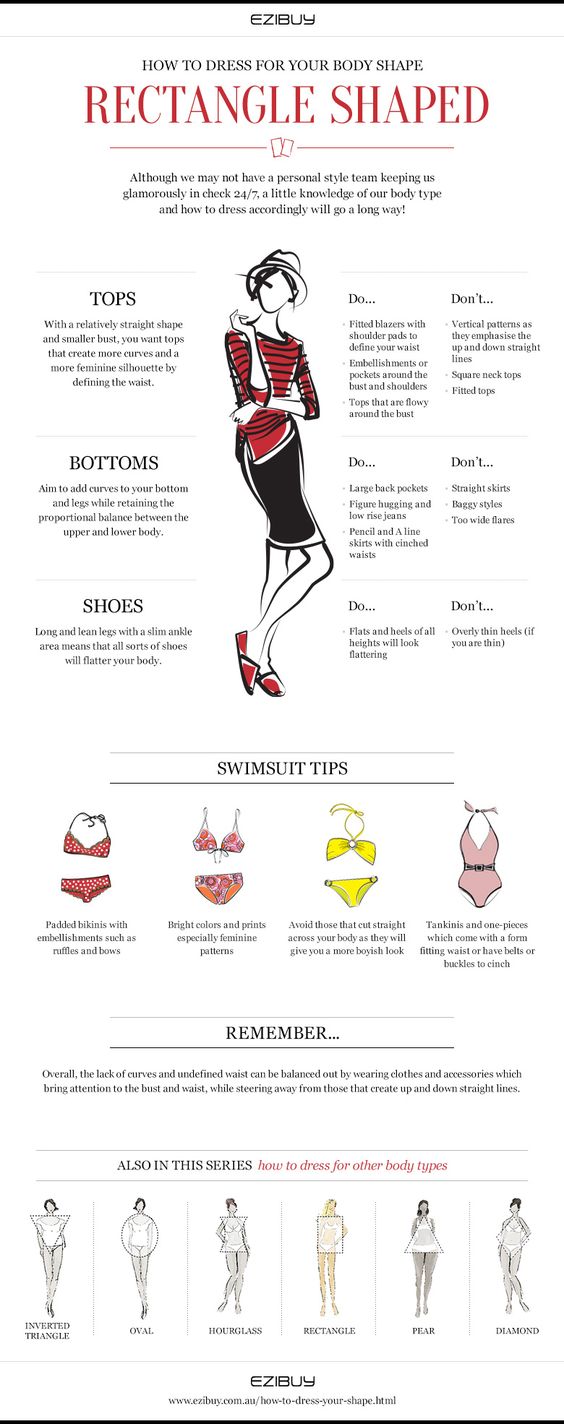 EZIBUY
HOW TO DRESS FOR YOUR BODY SHAPE
RECTANGLE SHAPED
Although we may not have a personal style team keeping us
glamorously in check 24/7, a little knowledge of our body type
and how to dress accordingly will go a long way!
TOPS
With a relatively straight shape
and smaller bust, you want tops
that create more curves and a
more feminine silhouette by
defining the waist.
Do...
• Fitted blazers with
shoulder pads to
define your waist
• Embellishments or
pockets around the
bust and shoulders
• Tops that are flowy
around the bust
Don't...
• Vertical patterns as
they emphasise the
up and down straight
lines
• Square neck tops
• Fitted tops
BOTTOMS
Aim to add curves to your bottom
and legs while retaining the
proportional balance between the
upper and lower body.
Do...
• Large back pockets
• Figure hugging and
low rise jeans
• Pencil and A line
skirts with cinched
waists
Don't...
• Straight skirts
• Baggy styles
• Too wide flares
SHOES
Long and lean legs with a slim ankle
area means that all sorts of shoes
will flatter your body.
Do...
• Flats and heels of all
heights will look
flattering
Don't...
• Overly thin heels (if
you are thin)
SWIMSUIT TIPS
Padded bikinis with
embellishments such as
ruffles and bows
Bright colors and prints
especially feminine
patterns
Avoid those that cut straight
across your body as they will
give you a more boyish look
Tankinis and one-pieces
which come with a form
fitting waist or have belts or
buckles to cinch
REMEMBER...
Overall, the lack of curves and undefined waist can be balanced out by wearing clothes and accessories which
bring attention to the bust and waist, while steering away from those that create up and down straight lines.
ALSO IN THIS SERIES how to dress for other body types
INVERTED
TRIANGLE
OVAL
HOURGLASS
RECTANGLE
PEAR
DIAMOND
EZIBUY
www.ezibuy.com.au/how-to-dress-your-shape.html